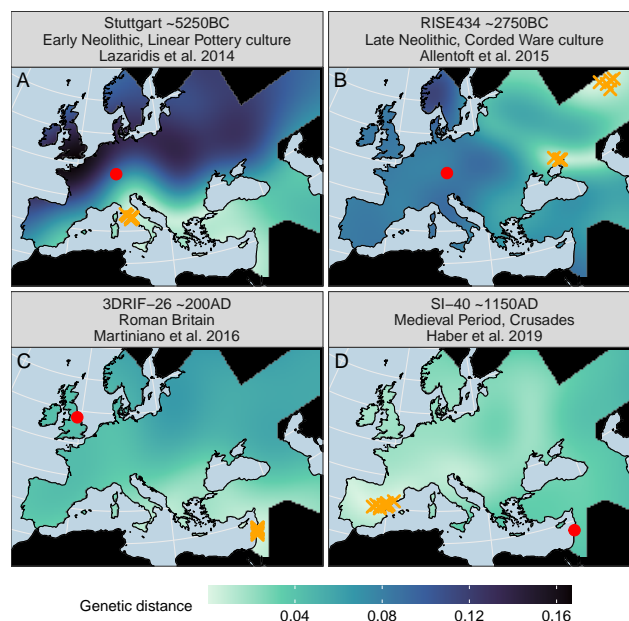 Stuttgart ~5250BC
Early Neolithic, Linear Pottery culture
Lazaridis et al. 2014
A
RISE434 ~2750BC
Late Neolithic, Corded Ware culture
Allentoft et al. 2015
B
3DRIF−26 ~200AD
Roman Britain
Martiniano et al. 2016
C
SI−40 ~1150AD
Medieval Period, Crusades
Haber et al. 2019
D
Genetic distance
0.04 0.08 0.12 0.16